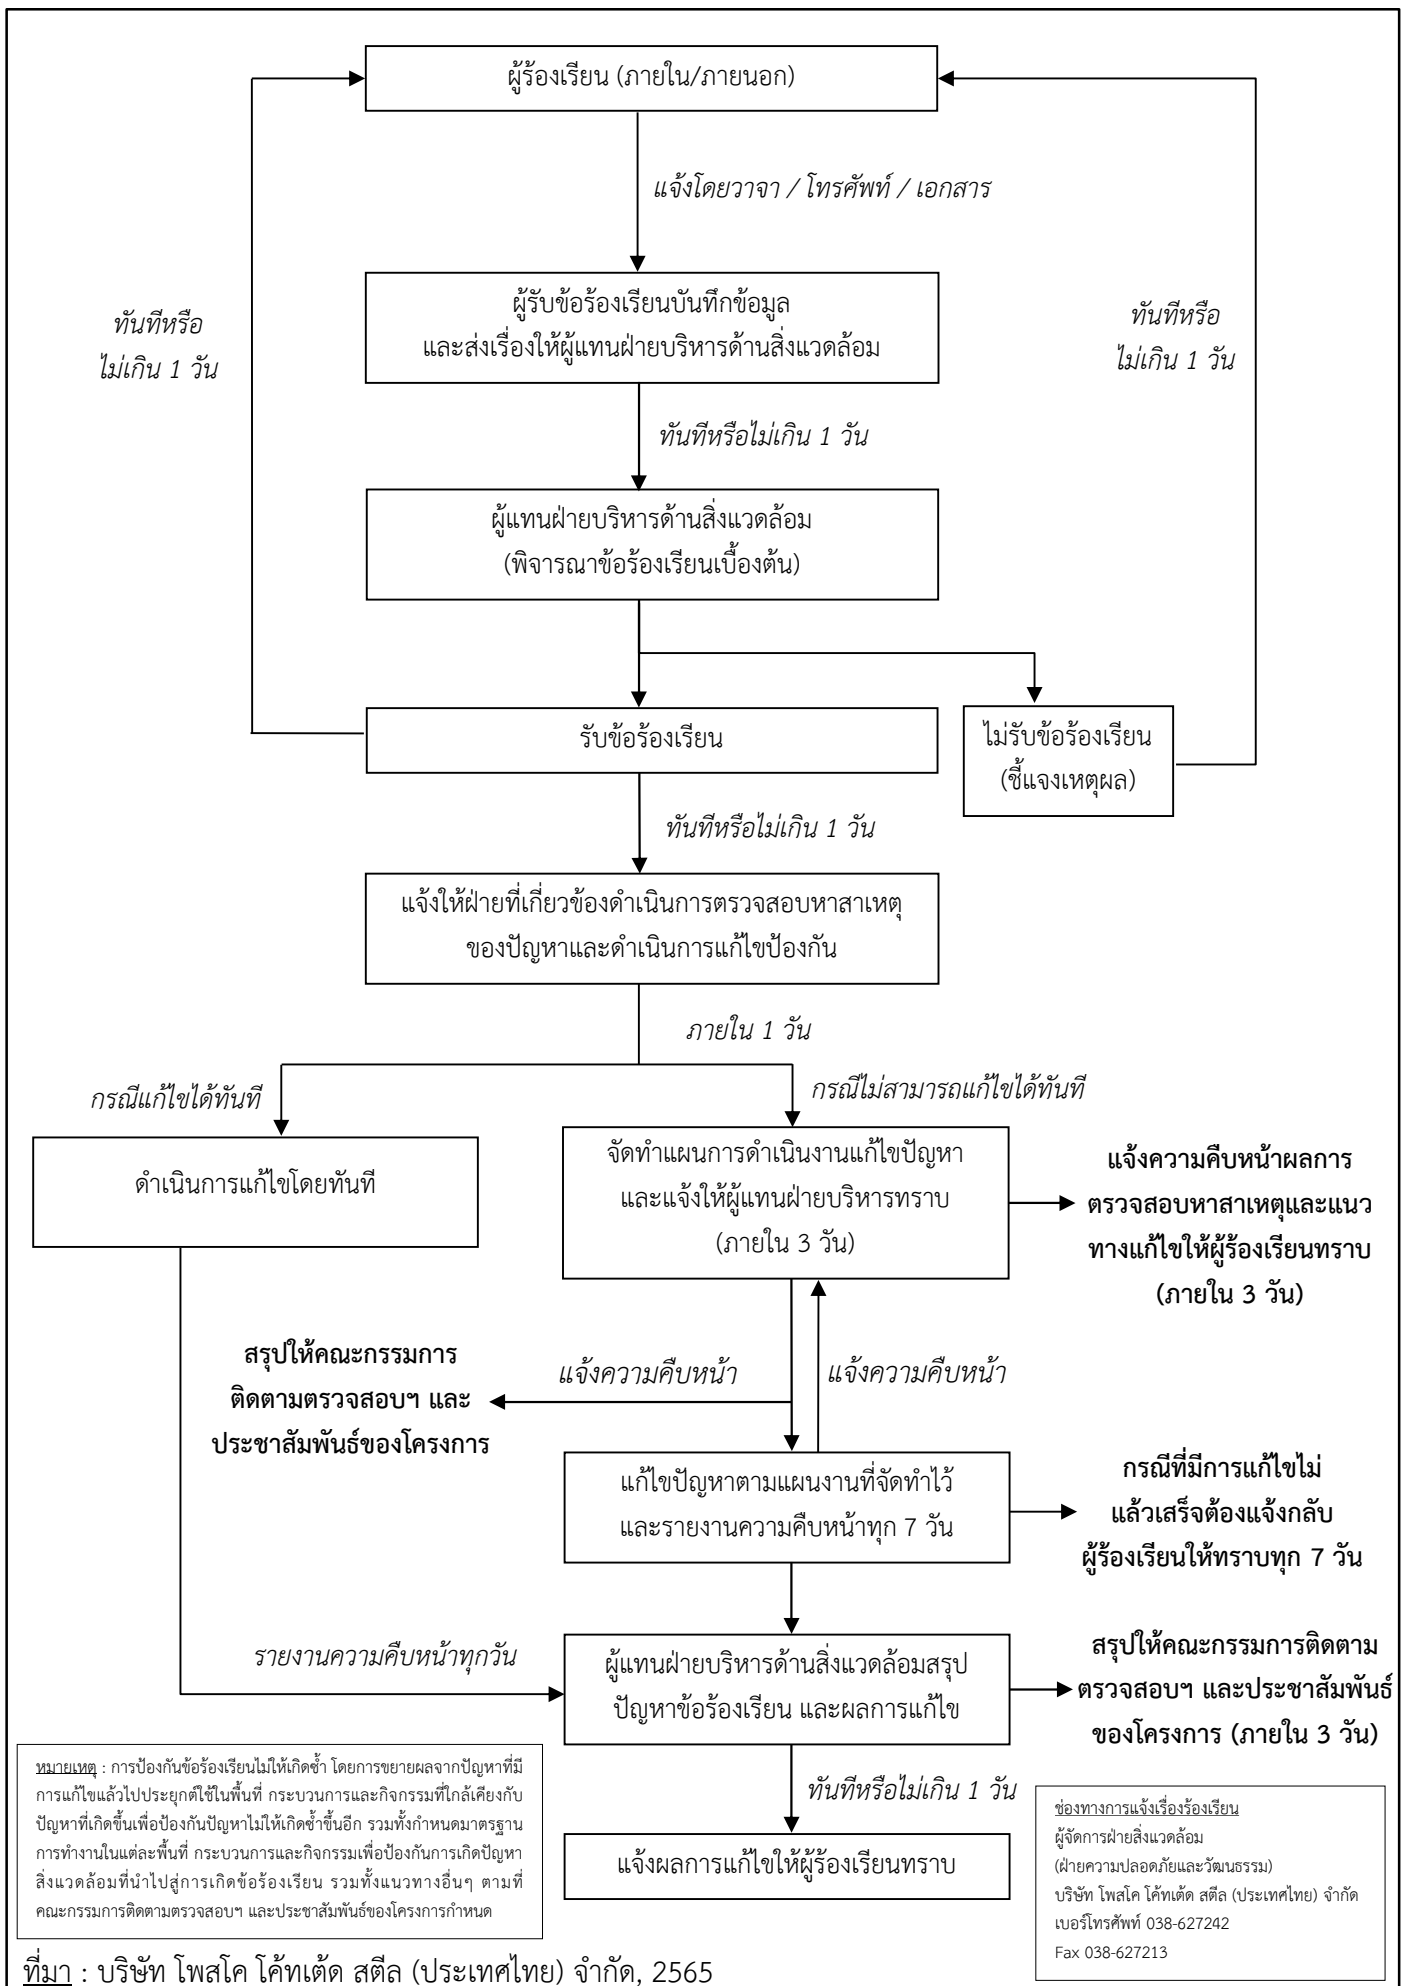 ผู้ร้องเรียน (ภายใน/ภายนอก)
แจ้งโดยวาจา / โทรศัพท์ / เอกสาร
ผู้รับข้อร้องเรียนบันทึกข้อมูล
และส่งเรื่องให้ผู้แทนฝ่ายบริหารด้านสิ่งแวดล้อม
ทันทีหรือ
ไม่เกิน 1 วัน
ทันทีหรือ
ไม่เกิน 1 วัน
ทันทีหรือไม่เกิน 1 วัน
ผู้แทนฝ่ายบริหารด้านสิ่งแวดล้อม
(พิจารณาข้อร้องเรียนเบื้องต้น)
รับข้อร้องเรียน
ไม่รับข้อร้องเรียน
(ชี้แจงเหตุผล)
ทันทีหรือไม่เกิน 1 วัน
แจ้งให้ฝ่ายที่เกี่ยวข้องดำเนินการตรวจสอบหาสาเหตุ
ของปัญหาและดำเนินการแก้ไขป้องกัน
ภายใน 1 วัน
กรณีแก้ไขได้ทันที
กรณีไม่สามารถแก้ไขได้ทันที
ดำเนินการแก้ไขโดยทันที
จัดทำแผนการดำเนินงานแก้ไขปัญหา
และแจ้งให้ผู้แทนฝ่ายบริหารทราบ
(ภายใน 3 วัน)
แจ้งความคืบหน้าผลการ
ตรวจสอบหาสาเหตุและแนว
ทางแก้ไขให้ผู้ร้องเรียนทราบ
(ภายใน 3 วัน)
สรุปให้คณะกรรมการ
ติดตามตรวจสอบฯ และ
ประชาสัมพันธ์ของโครงการ
แจ้งความคืบหน้า
แจ้งความคืบหน้า
แก้ไขปัญหาตามแผนงานที่จัดทำไว้
และรายงานความคืบหน้าทุก 7 วัน
กรณีที่มีการแก้ไขไม่
แล้วเสร็จต้องแจ้งกลับ
ผู้ร้องเรียนให้ทราบทุก 7 วัน
รายงานความคืบหน้าทุกวัน
ผู้แทนฝ่ายบริหารด้านสิ่งแวดล้อมสรุป
ปัญหาข้อร้องเรียน และผลการแก้ไข
สรุปให้คณะกรรมการติดตาม
ตรวจสอบฯ และประชาสัมพันธ์
ของโครงการ (ภายใน 3 วัน)
ทันทีหรือไม่เกิน 1 วัน
แจ้งผลการแก้ไขให้ผู้ร้องเรียนทราบ
หมายเหตุ : การป้องกันข้อร้องเรียนไม่ให้เกิดซ้ำ โดยการขยายผลจากปัญหาที่มี
การแก้ไขแล้วไปประยุกต์ใช้ในพื้นที่ กระบวนการและกิจกรรมที่ใกล้เคียงกับ
ปัญหาที่เกิดขึ้นเพื่อป้องกันปัญหาไม่ให้เกิดซ้ำขึ้นอีก รวมทั้งกำหนดมาตรฐาน
การทำงานในแต่ละพื้นที่ กระบวนการและกิจกรรมเพื่อป้องกันการเกิดปัญหา
สิ่งแวดล้อมที่นำไปสู่การเกิดข้อร้องเรียน รวมทั้งแนวทางอื่นๆ ตามที่
คณะกรรมการติดตามตรวจสอบฯ และประชาสัมพันธ์ของโครงการกำหนด
ช่องทางการแจ้งเรื่องร้องเรียน
ผู้จัดการฝ่ายสิ่งแวดล้อม
(ฝ่ายความปลอดภัยและวัฒนธรรม)
บริษัท โพสโค โค้ทเต้ด สตีล (ประเทศไทย) จำกัด
เบอร์โทรศัพท์ 038-627242
Fax 038-627213
ที่มา : บริษัท โพสโค โค้ทเต้ด สตีล (ประเทศไทย) จำกัด, 2565